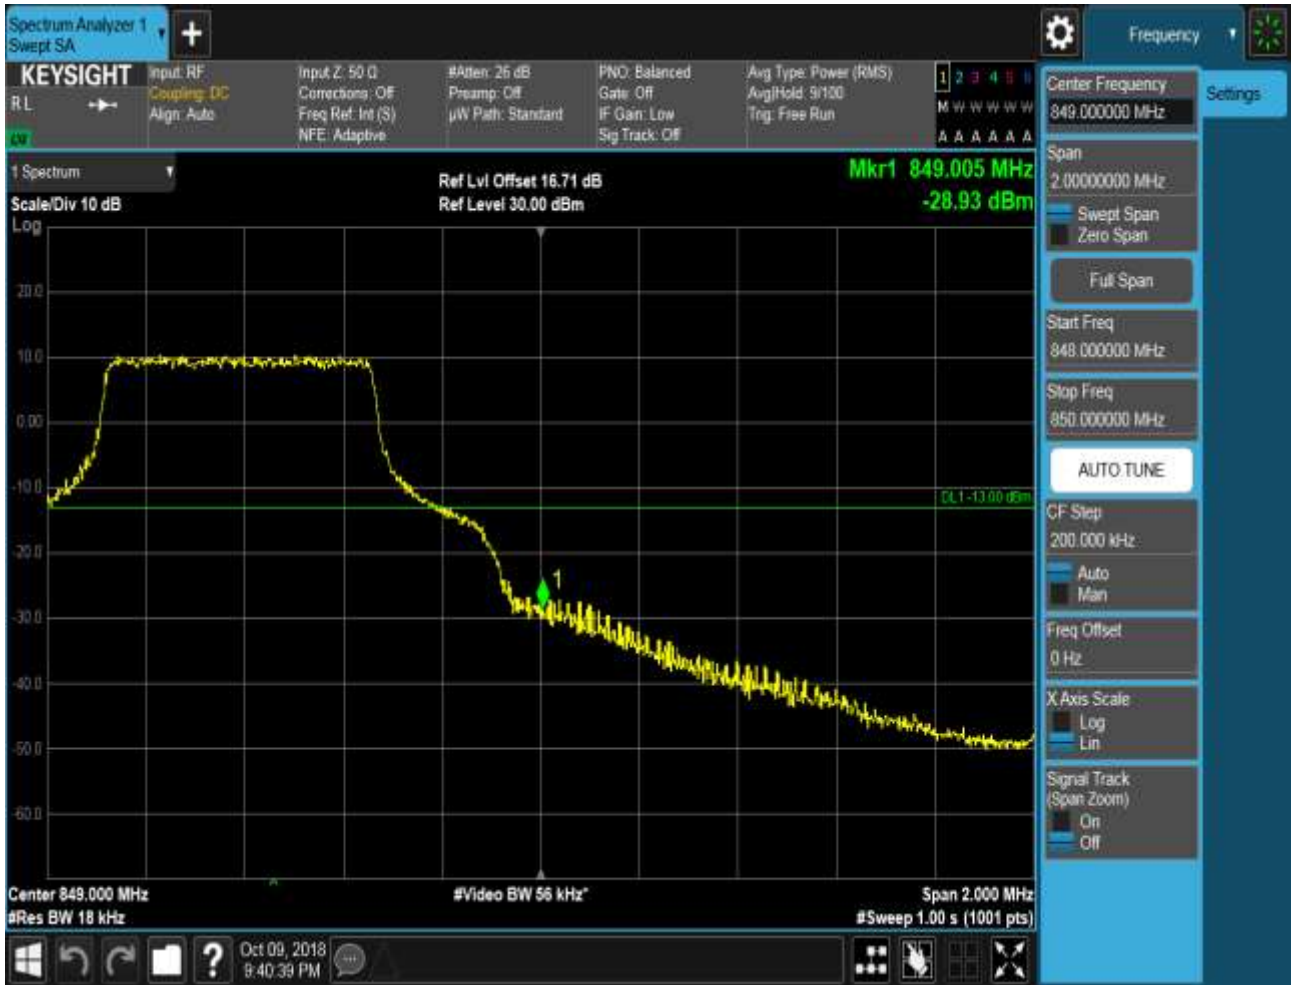 Spectrum Analyzer 1
Swept SA
+
Frequency
KEYSIGHT
RL
LW
Input: RF
Coupling: DC
Align: Auto
Input Z: 50 Ω
Corrections: Off
Freq Ref: Int (S)
NFE: Adaptive
#Atten: 26 dB
Preamp: Off
µW Path: Standard
PNO: Balanced
Gate: Off
IF Gain: Low
Sig Track: Off
Avg Type: Power (RMS)
Avg|Hold: 9/100
Trig: Free Run
1 2 3 4 5 6
M W W W W W
A A A A A A
1 Spectrum
Scale/Div 10 dB
Log
Ref Lvl Offset 16.71 dB
Ref Level 30.00 dBm
Mkr1 849.005 MHz
-28.93 dBm
20.0
10.0
0.00
-10.0
-20.0
-30.0
-40.0
-50.0
-60.0
DL1 -13.00 dBm
1
Center 849.000 MHz
#Res BW 18 kHz
#Video BW 56 kHz*
Span 2.000 MHz
#Sweep 1.00 s (1001 pts)
Center Frequency
849.000000 MHz
Settings
Span
2.00000000 MHz
Swept Span
Zero Span
Full Span
Start Freq
848.000000 MHz
Stop Freq
850.000000 MHz
AUTO TUNE
CF Step
200.000 kHz
Auto
Man
Freq Offset
0 Hz
X Axis Scale
Log
Lin
Signal Track
(Span Zoom)
On
Off
?
Oct 09, 2018
9:40:39 PM